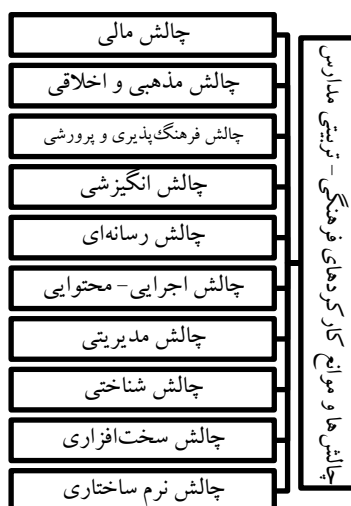 چالش‌ها و موانع کارکردهای فرهنگی – تربیتی مدارس
چالش مالی
چالش مذهبی و اخلاقی
چالش فرهنگ‌پذیری و پرورشی
چالش انگیزشی
چالش رسانه‌ای
چالش اجرایی– محتوایی
چالش مدیریتی
چالش شناختی
چالش سخت‌افزاری
چالش نرم ساختاری